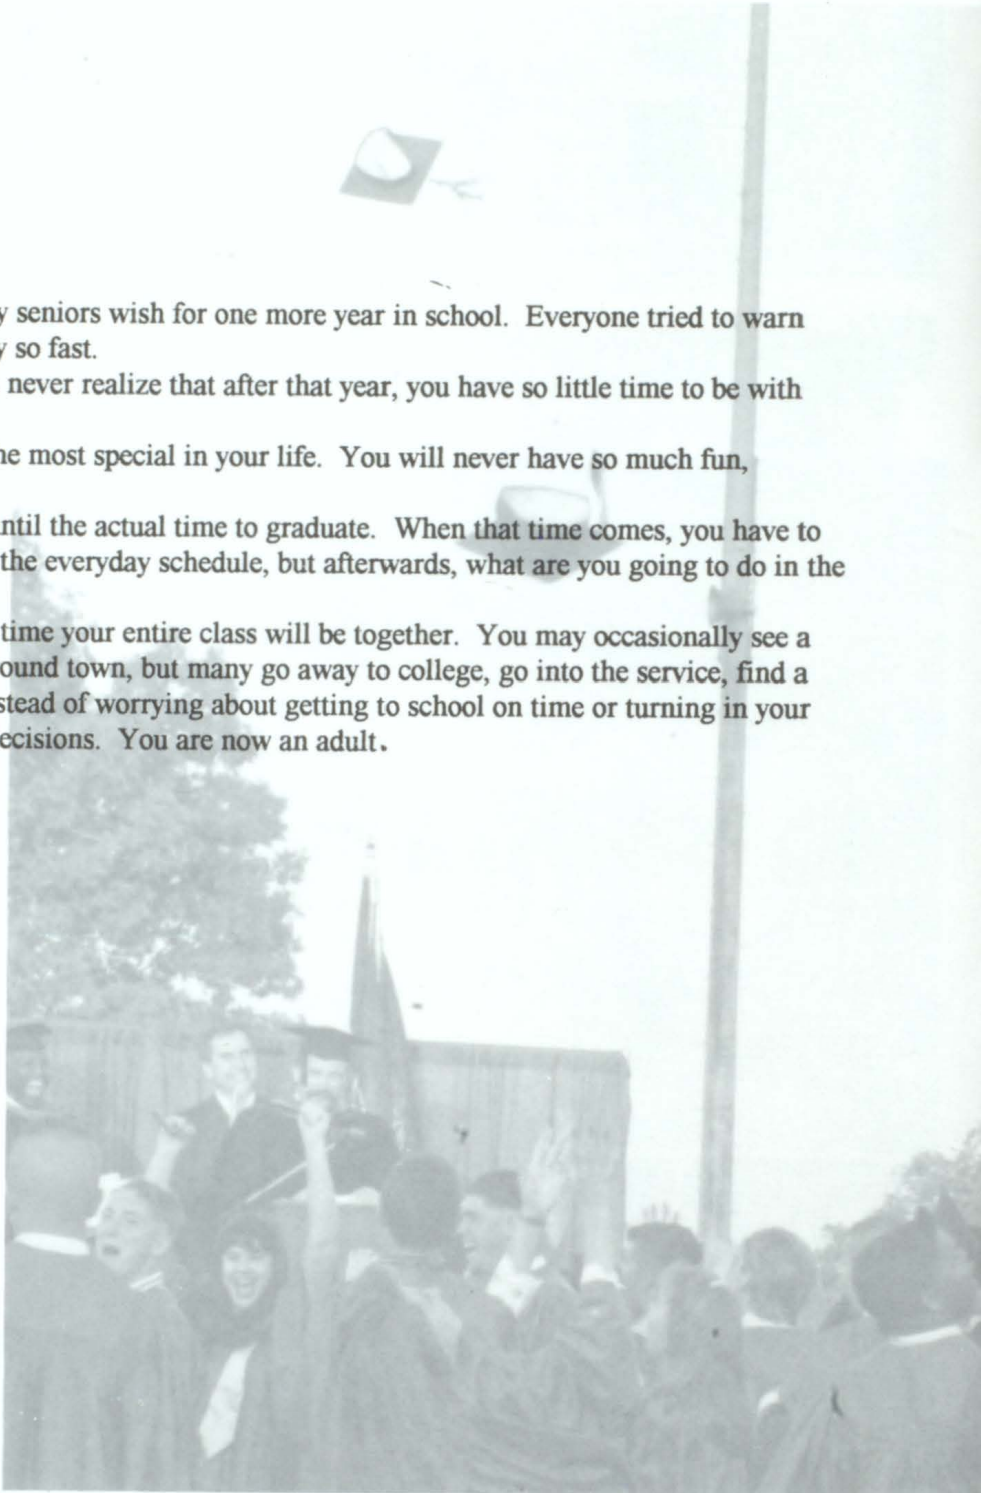 y seniors wish for one more year in school. Everyone tried to warn
y so fast.
never realize that after that year, you have so little time to be with
he most special in your life. You will never have so much fun,
ntil the actual time to graduate. When that time comes, you have to
the everyday schedule, but afterwards, what are you going to do in the
time your entire class will be together. You may occasionally see a
ound town, but many go away to college, go into the service, find a
stead of worrying about getting to school on time or turning in your
ecisions. You are now an adult.